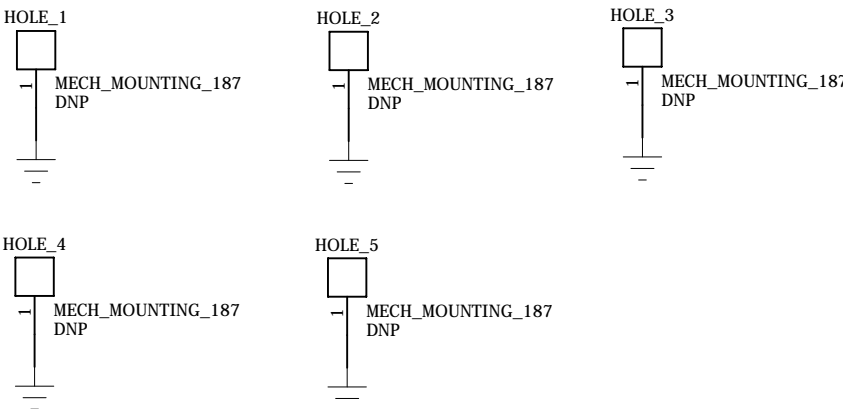 HOLE_1
1
MECH_MOUNTING_187
DNP
HOLE_2
1
MECH_MOUNTING_187
DNP
HOLE_3
1
MECH_MOUNTING_187
DNP
HOLE_4
1
MECH_MOUNTING_187
DNP
HOLE_5
1
MECH_MOUNTING_187
DNP